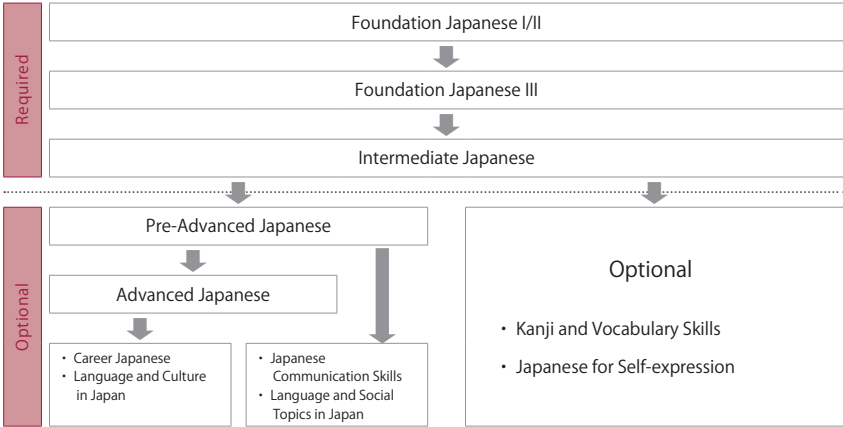 Required
Foundation Japanese I/II
Foundation Japanese III
Intermediate Japanese
Optional
Pre-Advanced Japanese
Advanced Japanese
・ Career Japanese
・ Language and Culture
in Japan
・ Japanese
Communication Skills
・ Language and Social
Topics in Japan
Optional
・ Kanji and Vocabulary Skills
・ Japanese for Self-expression